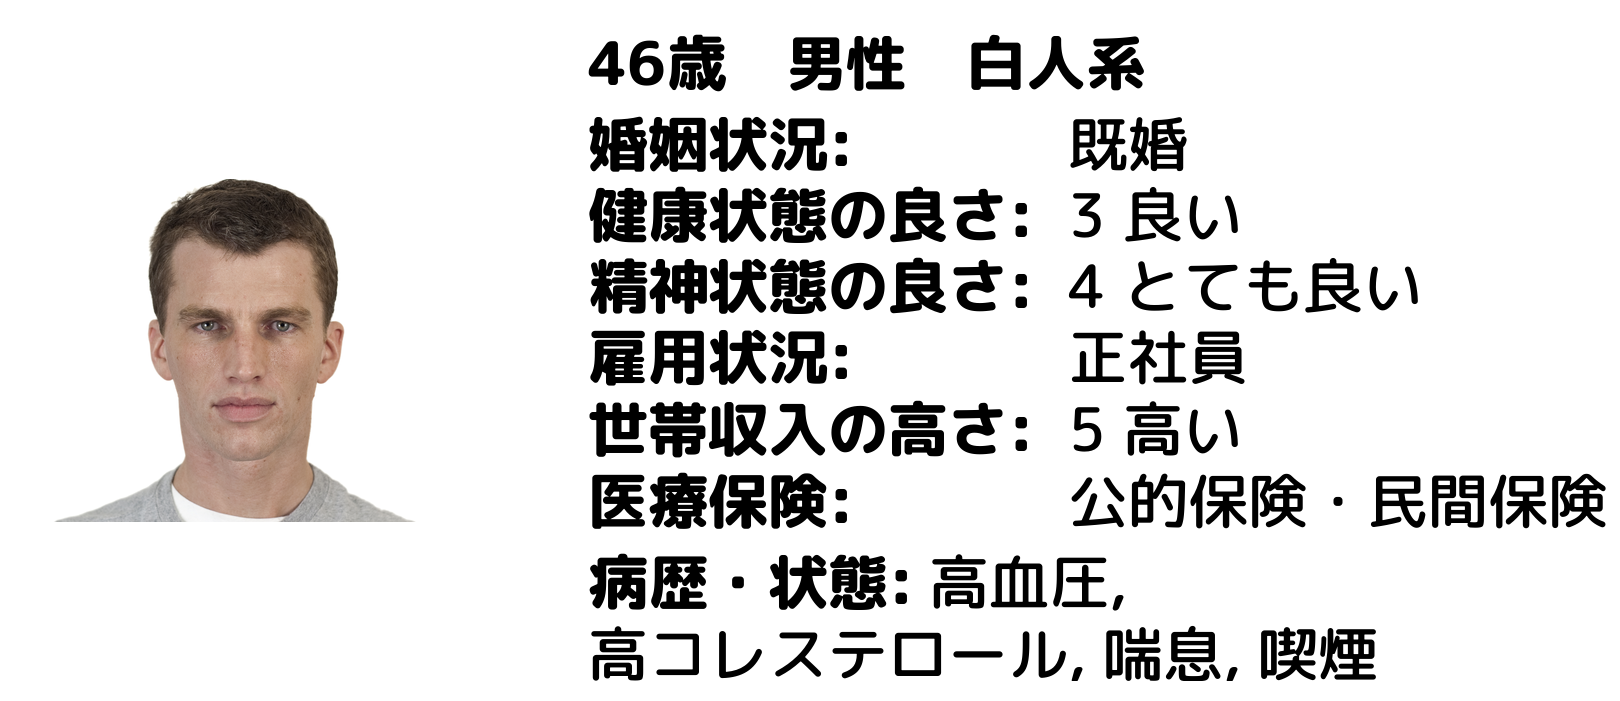 46歳　男性　白人系
婚姻状況: 既婚
健康状態の良さ: 3 良い
精神状態の良さ: 4 とても良い
雇用状況: 正社員
世帯収入の高さ: 5 高い
医療保険: 公的保険・民間保険
病歴・状態: 高血圧,
高コレステロール, 喘息, 喫煙